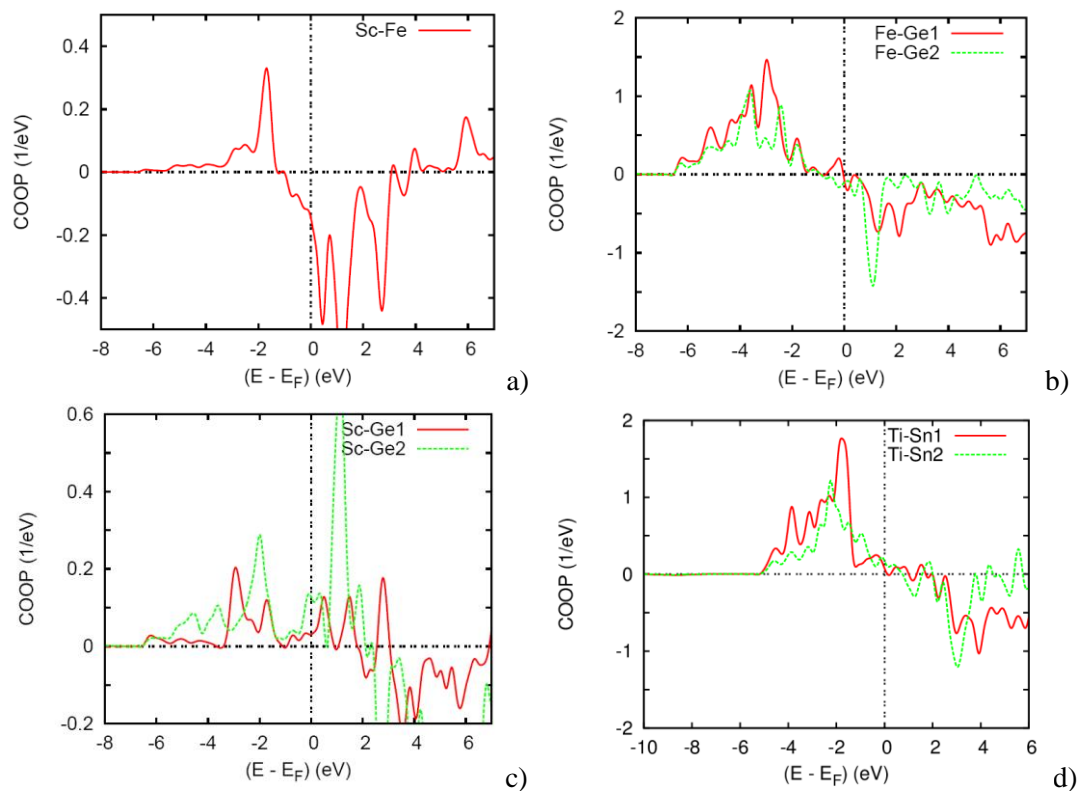 0.4
0.2
0
-0.2
-0.4
COOP (1/eV)
Sc-Fe
-8 -6 -4 -2 0 2 4 6
(E - E_F) (eV)
a)
2
1
0
-1
-2
COOP (1/eV)
Fe-Ge1
Fe-Ge2
-8 -6 -4 -2 0 2 4 6
(E - E_F) (eV)
b)
0.6
0.4
0.2
0
-0.2
COOP (1/eV)
Sc-Ge1
Sc-Ge2
-8 -6 -4 -2 0 2 4 6
(E - E_F) (eV)
c)
2
1
0
-1
-2
COOP (1/eV)
Ti-Sn1
Ti-Sn2
-10 -8 -6 -4 -2 0 2 4 6
(E - E_F) (eV)
d)